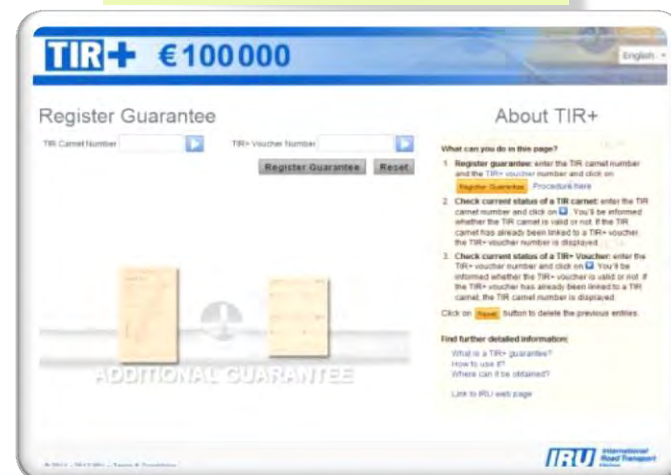 TIR+ €100000
English
Register Guarantee
TIR Carnet Number
TIR+ Voucher Number
Register Guarantee
Reset
ADDITIONAL GUARANTEE
About TIR+
What can you do in this page?
1. Register guarantee: enter the TIR carnet number
and the TIR+ voucher number and click on
Register Guarantee Procedure here
2. Check current status of a TIR carnet: enter the TIR
carnet number and click on . You'll be informed
whether the TIR carnet is valid or not. If the TIR
carnet has already been linked to a TIR+ voucher,
the TIR+ voucher number is displayed
3. Check current status of a TIR+ Voucher: enter the
TIR+ voucher number and click on . You'll be
informed whether the TIR+ voucher is valid or not. If
the TIR+ voucher has already been linked to a TIR
carnet, the TIR carnet number is displayed
Click on Reset button to delete the previous entries.
Find further detailed information:
What is a TIR+ guarantee?
How to use it?
Where can it be obtained?
Link to IRU web page
IRU International
Road Transport